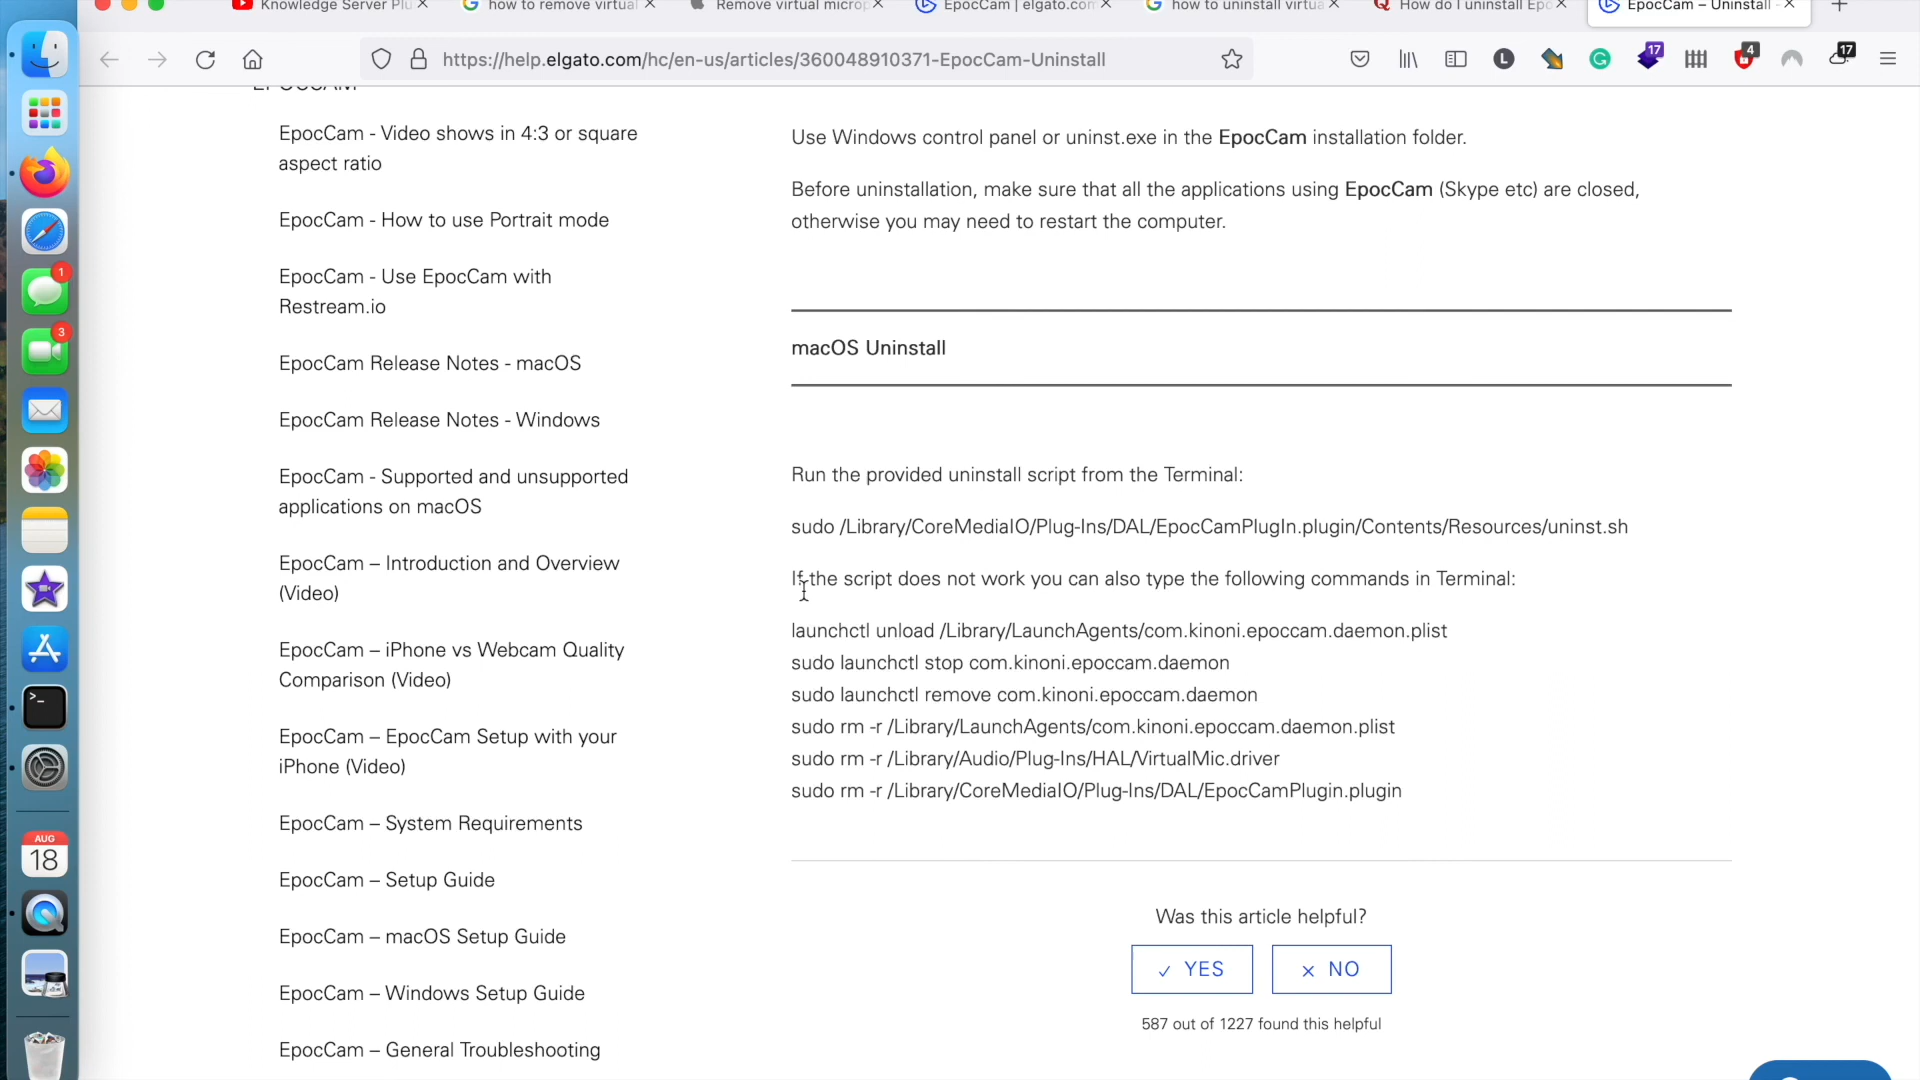 Knowledge Server Plu
how to remove virtual
Remove virtual microp
EpocCam | elgato.com
how to uninstall virtua
How do I uninstall Epo
EpocCam – Uninstall -
https://help.elgato.com/hc/en-us/articles/360048910371-EpocCam-Uninstall
L
17
4
17
EPOCCAM
EpocCam - Video shows in 4:3 or square
aspect ratio
EpocCam - How to use Portrait mode
EpocCam - Use EpocCam with
Restream.io
EpocCam Release Notes - macOS
EpocCam Release Notes - Windows
EpocCam - Supported and unsupported
applications on macOS
EpocCam – Introduction and Overview
(Video)
EpocCam – iPhone vs Webcam Quality
Comparison (Video)
EpocCam – EpocCam Setup with your
iPhone (Video)
EpocCam – System Requirements
EpocCam – Setup Guide
EpocCam – macOS Setup Guide
EpocCam – Windows Setup Guide
EpocCam – General Troubleshooting
Use Windows control panel or uninst.exe in the EpocCam installation folder.
Before uninstallation, make sure that all the applications using EpocCam (Skype etc) are closed,
otherwise you may need to restart the computer.
macOS Uninstall
Run the provided uninstall script from the Terminal:
sudo /Library/CoreMediaIO/Plug-Ins/DAL/EpocCamPlugIn.plugin/Contents/Resources/uninst.sh
If the script does not work you can also type the following commands in Terminal:
launchctl unload /Library/LaunchAgents/com.kinoni.epoccam.daemon.plist
sudo launchctl stop com.kinoni.epoccam.daemon
sudo launchctl remove com.kinoni.epoccam.daemon
sudo rm -r /Library/LaunchAgents/com.kinoni.epoccam.daemon.plist
sudo rm -r /Library/Audio/Plug-Ins/HAL/VirtualMic.driver
sudo rm -r /Library/CoreMediaIO/Plug-Ins/DAL/EpocCamPlugin.plugin
Was this article helpful?
YES
NO
587 out of 1227 found this helpful
1
3
AUG
18